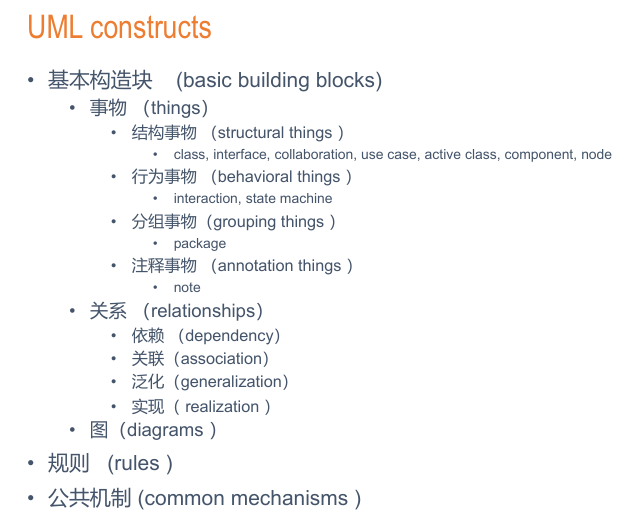 UML constructs
• 基本构造块 (basic building blocks)
• 事物 （things）
• 结构事物 （structural things ）
• class, interface, collaboration, use case, active class, component, node
• 行为事物 （behavioral things ）
• interaction, state machine
• 分组事物（grouping things ）
• package
• 注释事物 （annotation things ）
• note
• 关系 （relationships）
• 依赖 （dependency）
• 关联（association）
• 泛化（generalization）
• 实现（ realization ）
• 图（diagrams ）
• 规则 (rules )
• 公共机制 (common mechanisms )